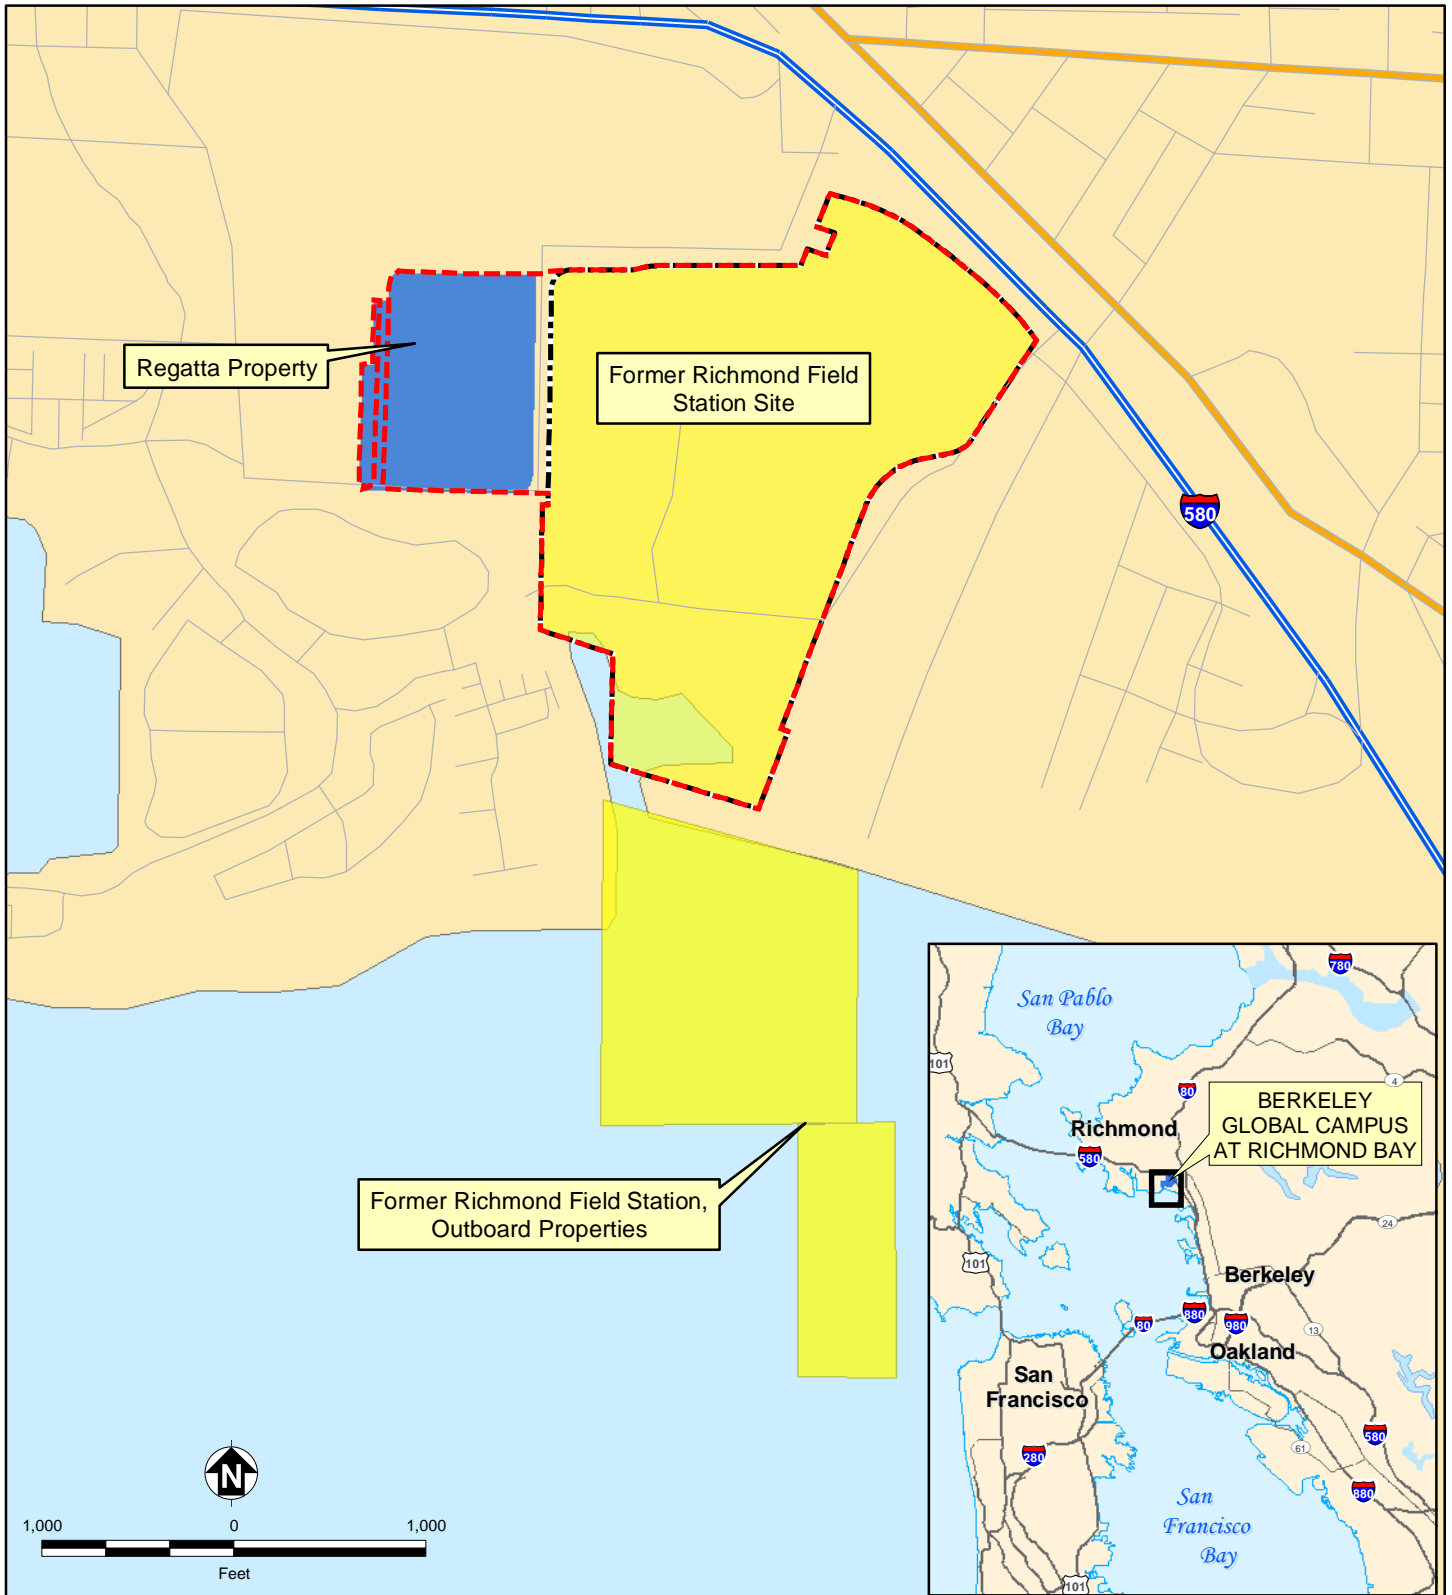 Regatta Property
Former Richmond Field
Station Site
580
Former Richmond Field Station,
Outboard Properties
N
1,000
0
1,000
Feet
780
San Pablo
Bay
101
4
80
BERKELEY
GLOBAL CAMPUS
AT RICHMOND BAY
Richmond
580
24
101
Berkeley
880
80
980
13
Oakland
San
Francisco
580
61
280
880
San
Francisco
Bay
101